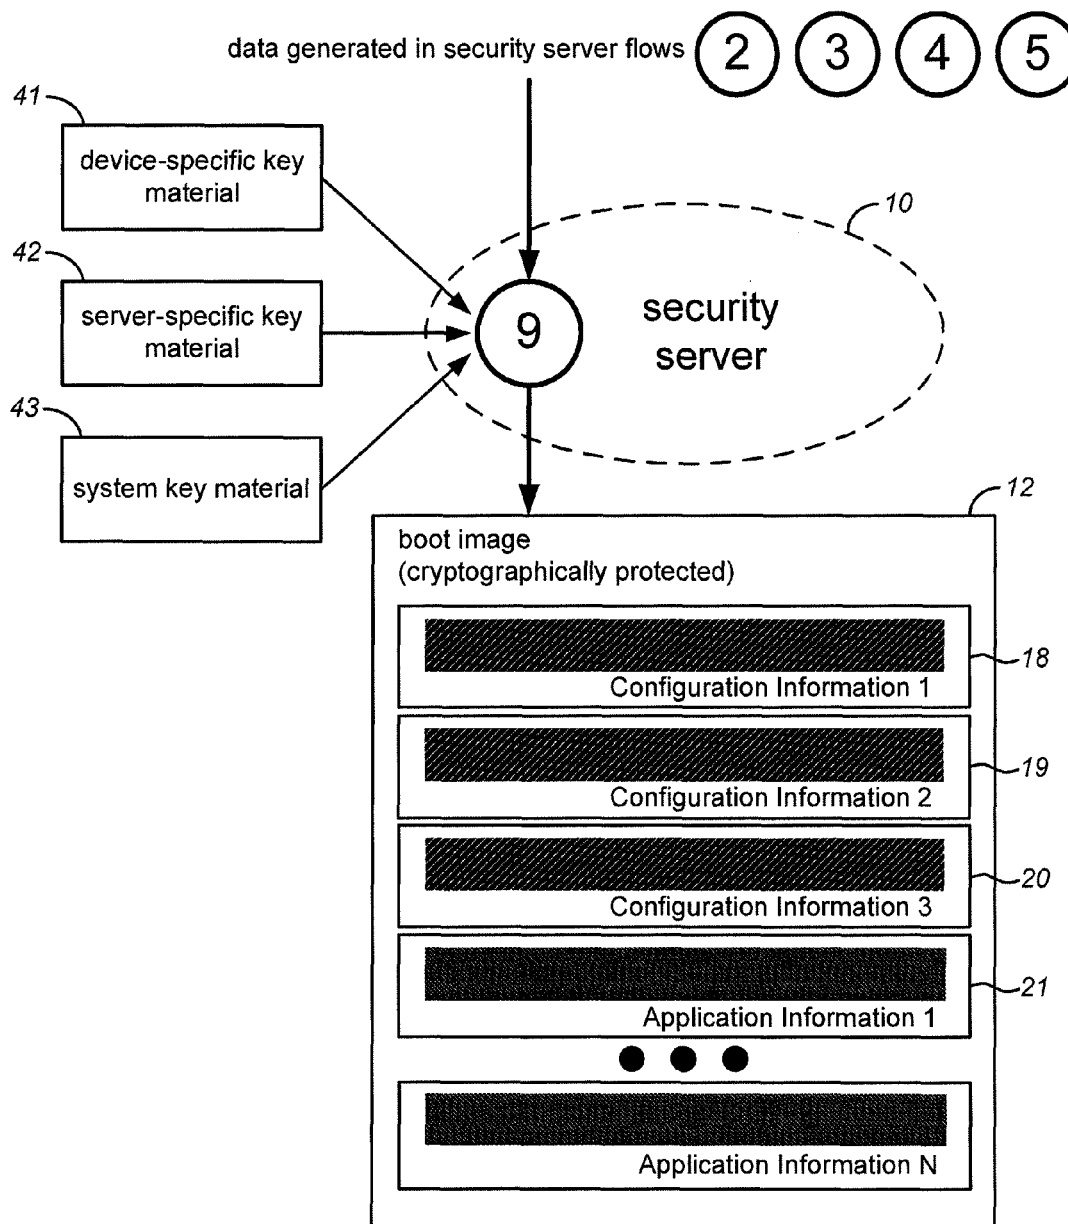 data generated in security server flows 2 3 4 5
41
device-specific key
material
42
server-specific key
material
43
system key material
10
9
security
server
12
boot image
(cryptographically protected)
18
Configuration Information 1
19
Configuration Information 2
20
Configuration Information 3
21
Application Information 1
Application Information N